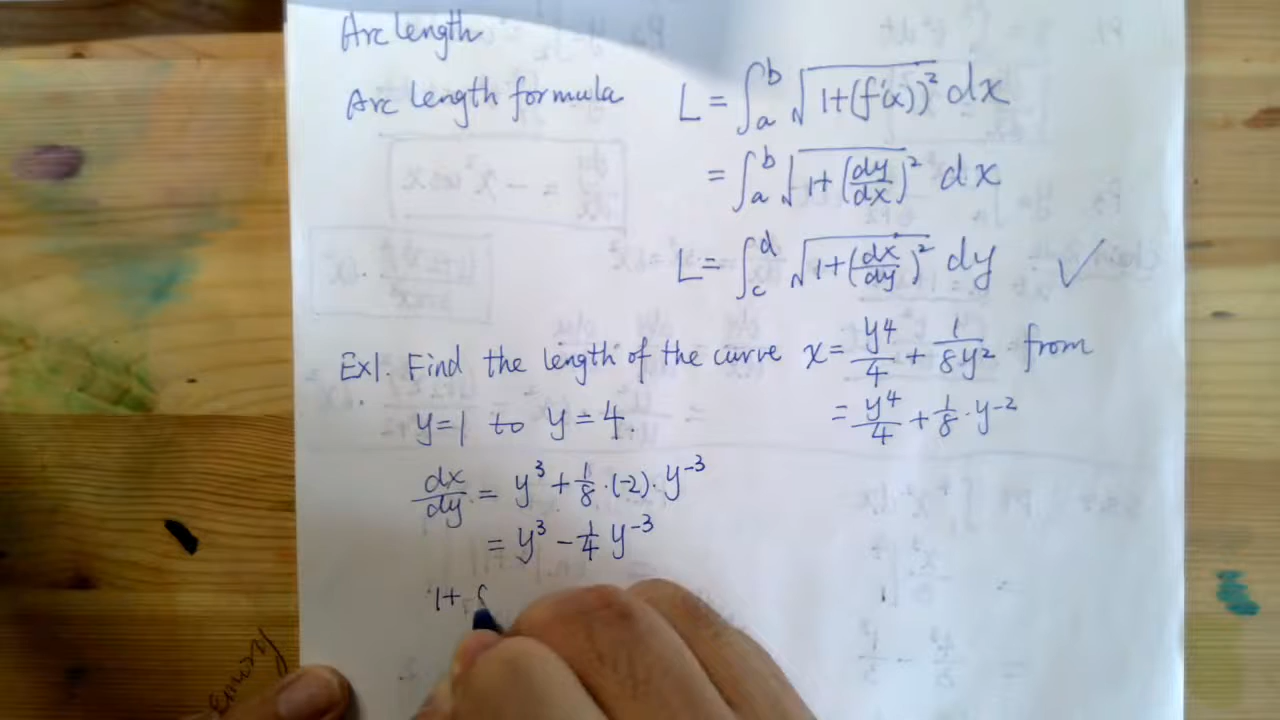 Arc length
Arc length formula L = ∫_a^b √(1+(f'(x))²) dx
= ∫_a^b √(1+(dy/dx)²) dx
L = ∫_c^d √(1+(dx/dy)²) dy ✓
Ex1. Find the length of the curve x = y⁴/4 + 1/(8y²) from
y=1 to y=4. = y⁴/4 + 1/8 · y⁻²
dx/dy = y³ + 1/8 · (-2) · y⁻³
= y³ - 1/4 y⁻³
1+ (